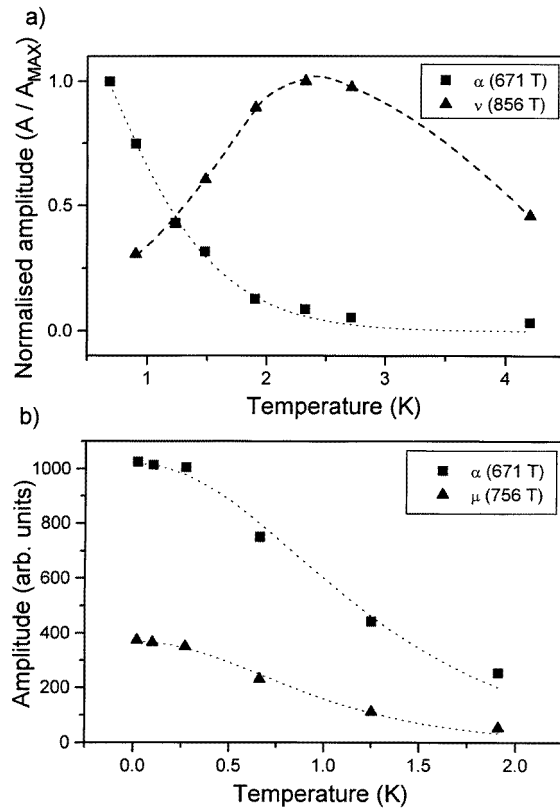 a)
Normalised amplitude (A / A_MAX)
1.0
0.5
0.0
α (671 T)
ν (856 T)
1 2 3 4
Temperature (K)
b)
Amplitude (arb. units)
1000
800
600
400
200
0
α (671 T)
μ (756 T)
0.0 0.5 1.0 1.5 2.0
Temperature (K)